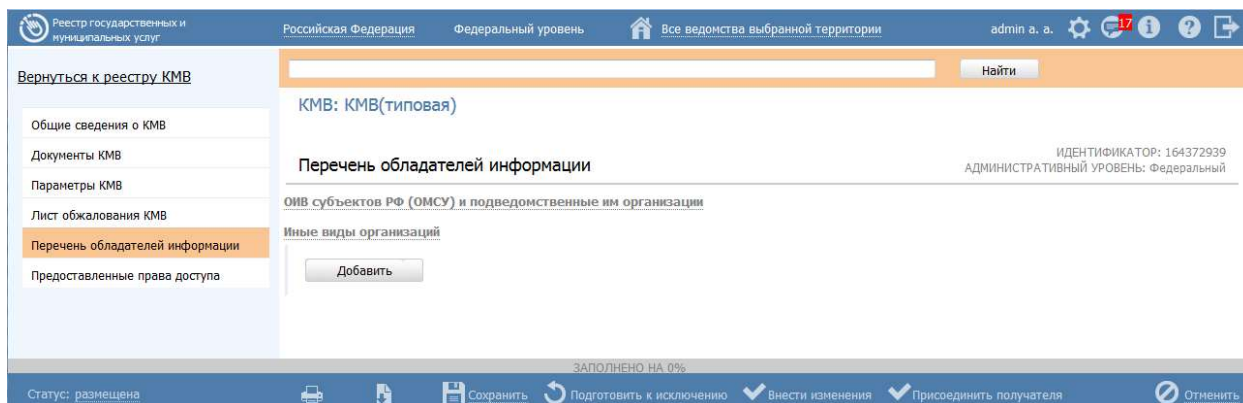 Реестр государственных и
муниципальных услуг
Российская Федерация Федеральный уровень Все ведомства выбранной территории admin a. a. 17
Вернуться к реестру КМВ
Найти
КМВ: КМВ(типовая)
Общие сведения о КМВ
Документы КМВ
Параметры КМВ
Лист обжалования КМВ
Перечень обладателей информации
Предоставленные права доступа
Перечень обладателей информации
ИДЕНТИФИКАТОР: 164372939
АДМИНИСТРАТИВНЫЙ УРОВЕНЬ: Федеральный
ОИВ субъектов РФ (ОМСУ) и подведомственные им организации
Иные виды организаций
Добавить
ЗАПОЛНЕНО НА 0%
Статус: размещена Сохранить Подготовить к исключению Внести изменения Присоединить получателя Отменить